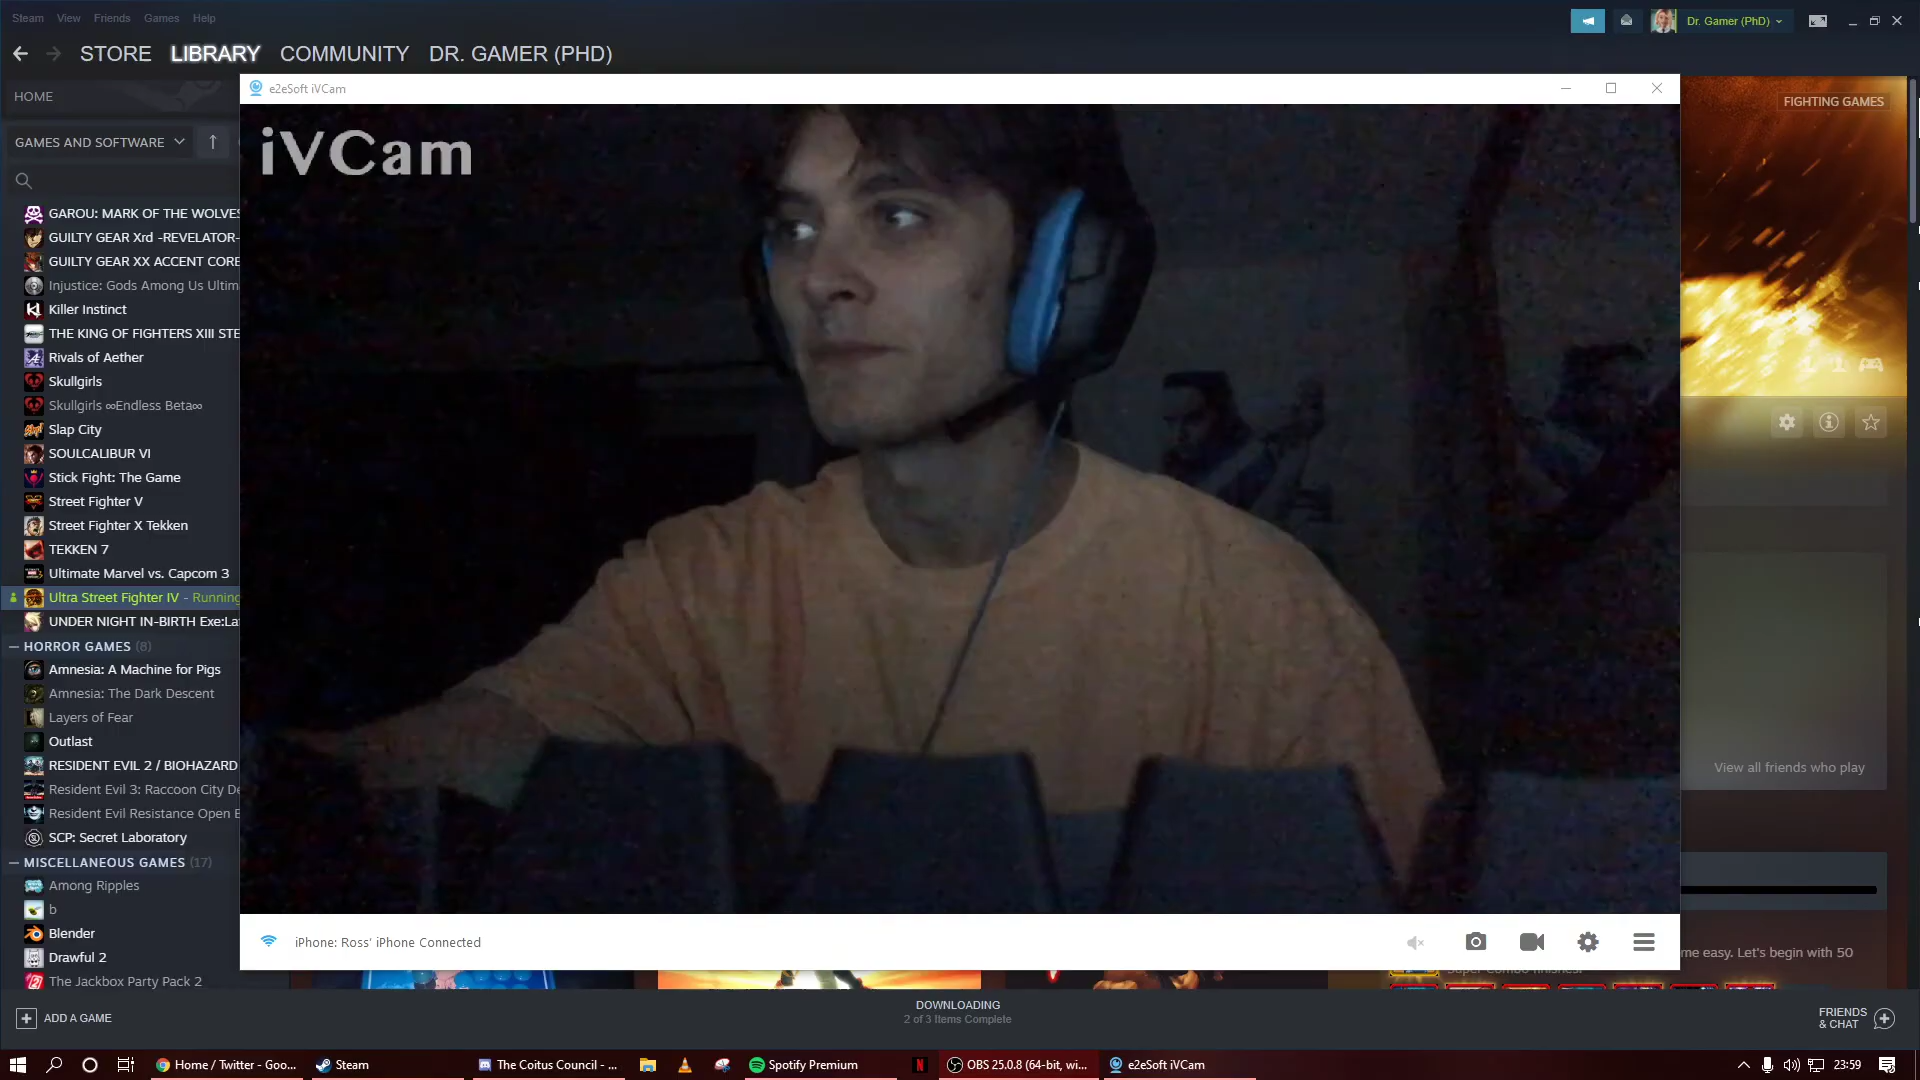 Steam View Friends Games Help
Dr. Gamer (PhD)
STORE LIBRARY COMMUNITY DR. GAMER (PHD)
HOME
e2eSoft iVCam
FIGHTING GAMES
iVCam
GAMES AND SOFTWARE
GAROU: MARK OF THE WOLVES
GUILTY GEAR Xrd -REVELATOR-
GUILTY GEAR XX ACCENT CORE
Injustice: Gods Among Us Ultim
Killer Instinct
THE KING OF FIGHTERS XIII STE
Rivals of Aether
Skullgirls
Skullgirls ∞Endless Beta∞
Slap City
SOULCALIBUR VI
Stick Fight: The Game
Street Fighter V
Street Fighter X Tekken
TEKKEN 7
Ultimate Marvel vs. Capcom 3
Ultra Street Fighter IV - Running
UNDER NIGHT IN-BIRTH Exe:La
HORROR GAMES (8)
Amnesia: A Machine for Pigs
Amnesia: The Dark Descent
Layers of Fear
Outlast
RESIDENT EVIL 2 / BIOHAZARD
View all friends who play
Resident Evil 3: Raccoon City De
Resident Evil Resistance Open B
SCP: Secret Laboratory
MISCELLANEOUS GAMES (17)
Among Ripples
b
Blender
Drawful 2
The Jackbox Party Pack 2
iPhone: Ross' iPhone Connected
me easy. Let's begin with 50
Super Combo finishes!
ADD A GAME
DOWNLOADING
2 of 3 Items Complete
FRIENDS
& CHAT
Home / Twitter - Goo...
Steam
The Coitus Council - ...
Spotify Premium
OBS 25.0.8 (64-bit, wi...
e2eSoft iVCam
23:59